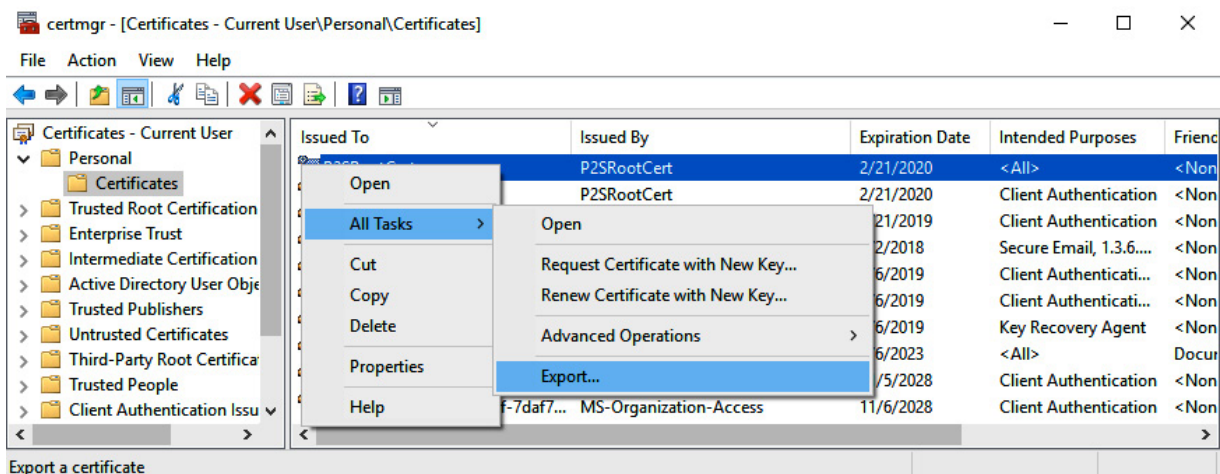 certmgr - [Certificates - Current User\Personal\Certificates]
File Action View Help
Certificates - Current User
Personal
Certificates
Trusted Root Certification
Enterprise Trust
Intermediate Certification
Active Directory User Obje
Trusted Publishers
Untrusted Certificates
Third-Party Root Certifica
Trusted People
Client Authentication Issu
Issued To Issued By Expiration Date Intended Purposes Friend
P2SRootCert P2SRootCert 2/21/2020 <All> <Non
P2SRootCert 2/21/2020 Client Authentication <Non
/21/2019 Client Authentication <Non
2/2018 Secure Email, 1.3.6.... <Non
6/2019 Client Authenticati... <Non
6/2019 Client Authenticati... <Non
6/2019 Key Recovery Agent <Non
6/2023 <All> Docur
/5/2028 Client Authentication <Non
f-7daf7... MS-Organization-Access 11/6/2028 Client Authentication <Non
Open
All Tasks
Cut
Copy
Delete
Properties
Help
Open
Request Certificate with New Key...
Renew Certificate with New Key...
Advanced Operations
Export...
Export a certificate